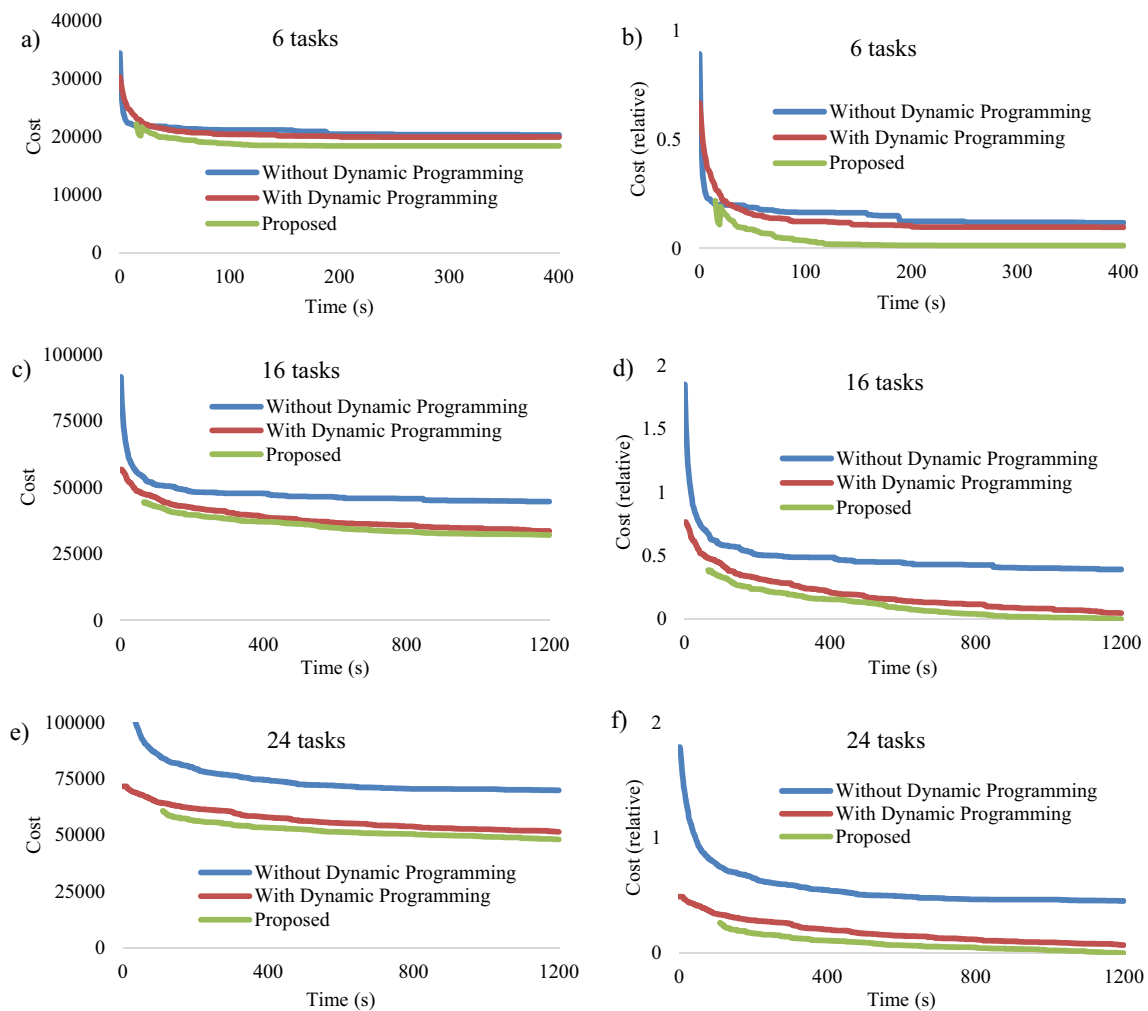 a)
6 tasks
40000
30000
20000
10000
0
Cost
Without Dynamic Programming
With Dynamic Programming
Proposed
0 100 200 300 400
Time (s)
b)
6 tasks
1
0.5
0
Cost (relative)
Without Dynamic Programming
With Dynamic Programming
Proposed
0 100 200 300 400
Time (s)
c)
16 tasks
100000
75000
50000
25000
0
Cost
Without Dynamic Programming
With Dynamic Programming
Proposed
0 400 800 1200
Time (s)
d)
16 tasks
2
1.5
1
0.5
0
Cost (relative)
Without Dynamic Programming
With Dynamic Programming
Proposed
0 400 800 1200
Time (s)
e)
24 tasks
100000
75000
50000
25000
0
Cost
Without Dynamic Programming
With Dynamic Programming
Proposed
0 400 800 1200
Time (s)
f)
24 tasks
2
1
0
Cost (relative)
Without Dynamic Programming
With Dynamic Programming
Proposed
0 400 800 1200
Time (s)